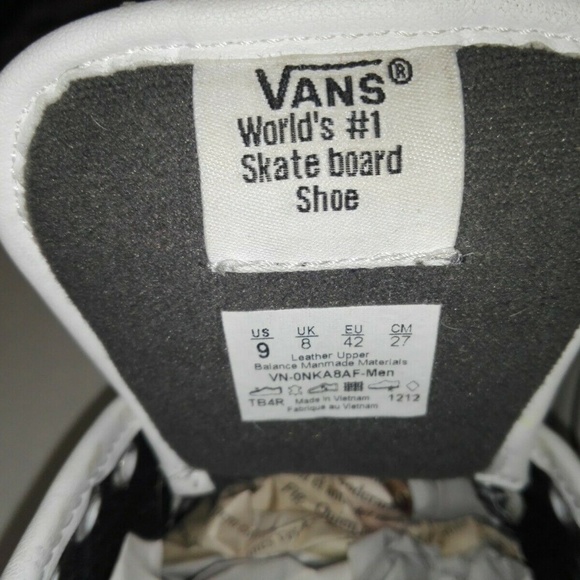 VANS®
World's #1
Skate board
Shoe
US UK EU CM
9 8 42 27
Leather Upper
Balance Manmade Materials
VN-0NKA8AF-Men
TB4R Made in Vietnam 1212
Fabrique au Vietnam